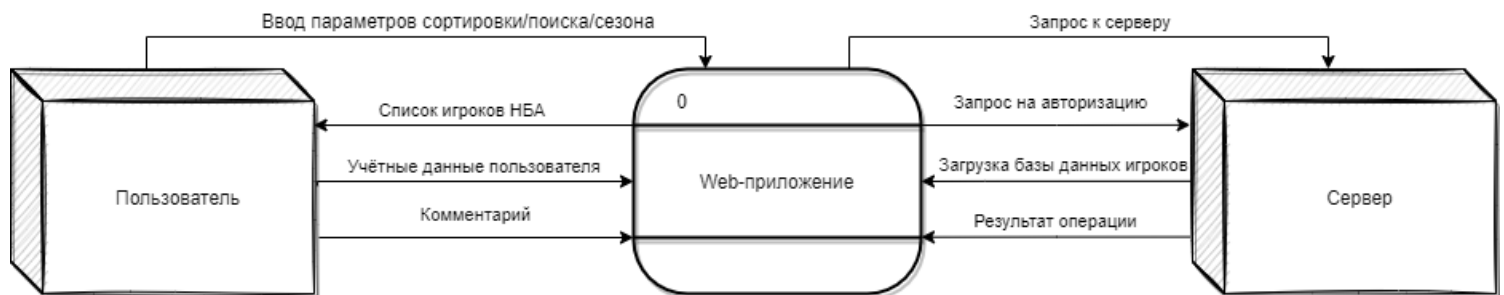 Ввод параметров сортировки/поиска/сезона
Запрос к серверу
0
Список игроков НБА
Запрос на авторизацию
Учётные данные пользователя
Загрузка базы данных игроков
Пользователь
Web-приложение
Сервер
Комментарий
Результат операции